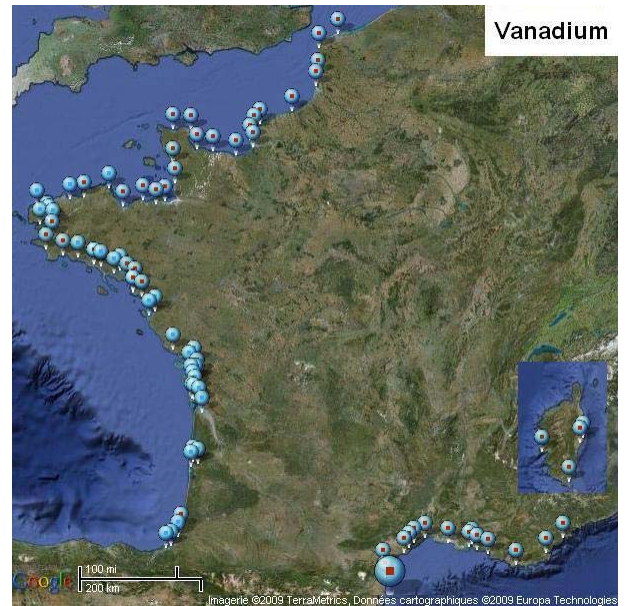 Vanadium
100 mi
200 km
Google
Imagerie ©2009 TerraMetrics, Données cartographiques ©2009 Europa Technologies